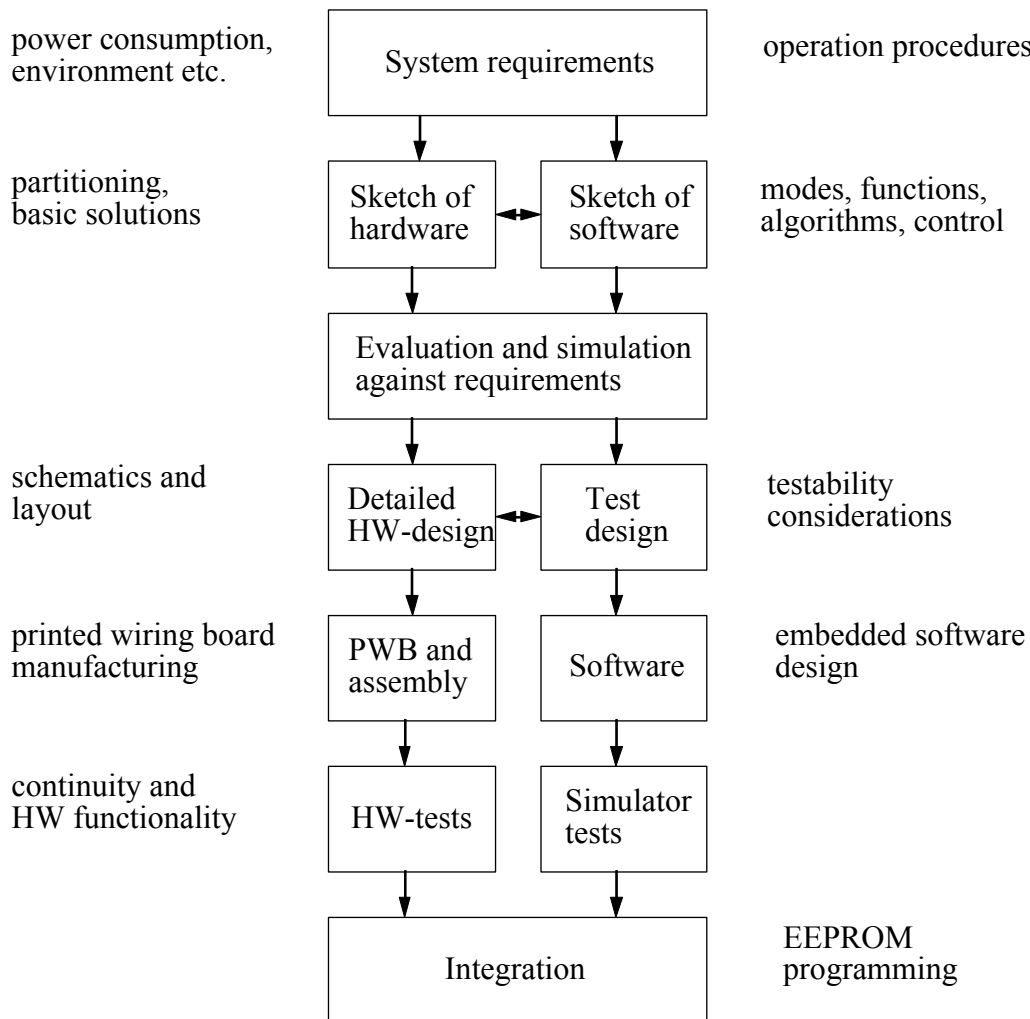 power consumption,
environment etc.
System requirements
operation procedures
partitioning,
basic solutions
Sketch of
hardware
Sketch of
software
modes, functions,
algorithms, control
Evaluation and simulation
against requirements
schematics and
layout
Detailed
HW-design
Test
design
testability
considerations
printed wiring board
manufacturing
PWB and
assembly
Software
embedded software
design
continuity and
HW functionality
HW-tests
Simulator
tests
Integration
EEPROM
programming